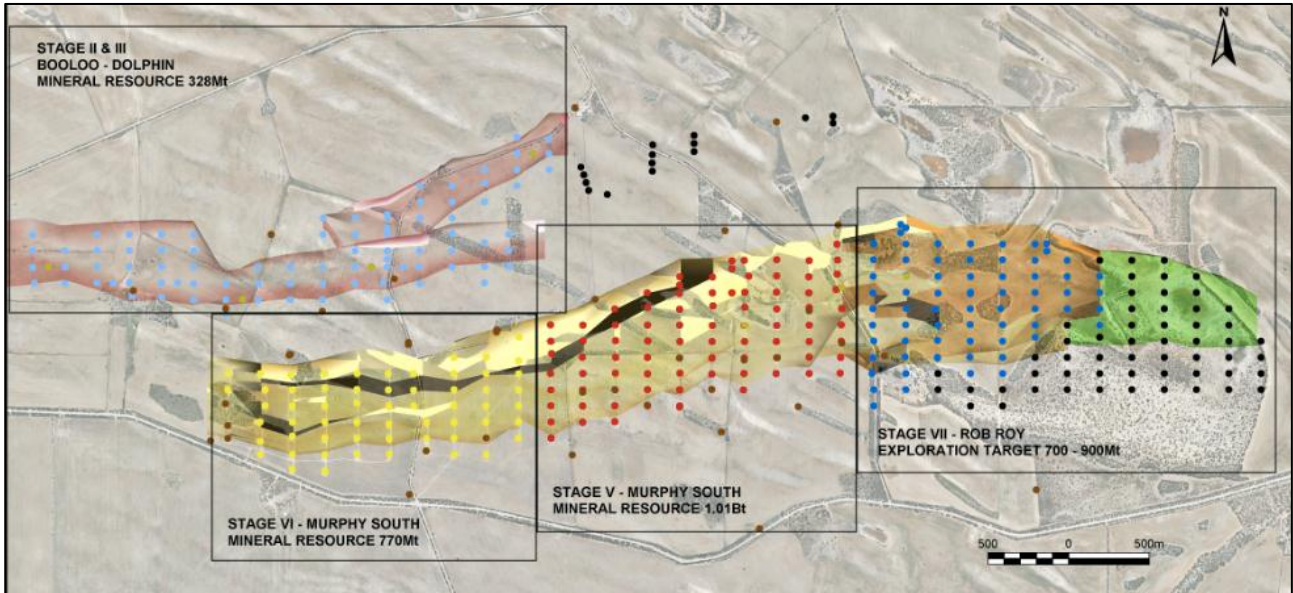 STAGE II & III
BOOLOO - DOLPHIN
MINERAL RESOURCE 328Mt
N
STAGE VII - ROB ROY
EXPLORATION TARGET 700 - 900Mt
STAGE V - MURPHY SOUTH
MINERAL RESOURCE 1.01Bt
STAGE VI - MURPHY SOUTH
MINERAL RESOURCE 770Mt
500 0 500m